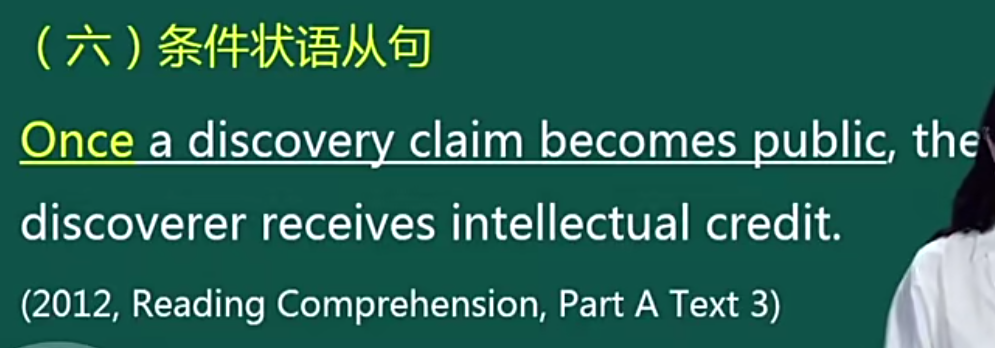 （六）条件状语从句
Once a discovery claim becomes public, the
discoverer receives intellectual credit.
(2012, Reading Comprehension, Part A Text 3)